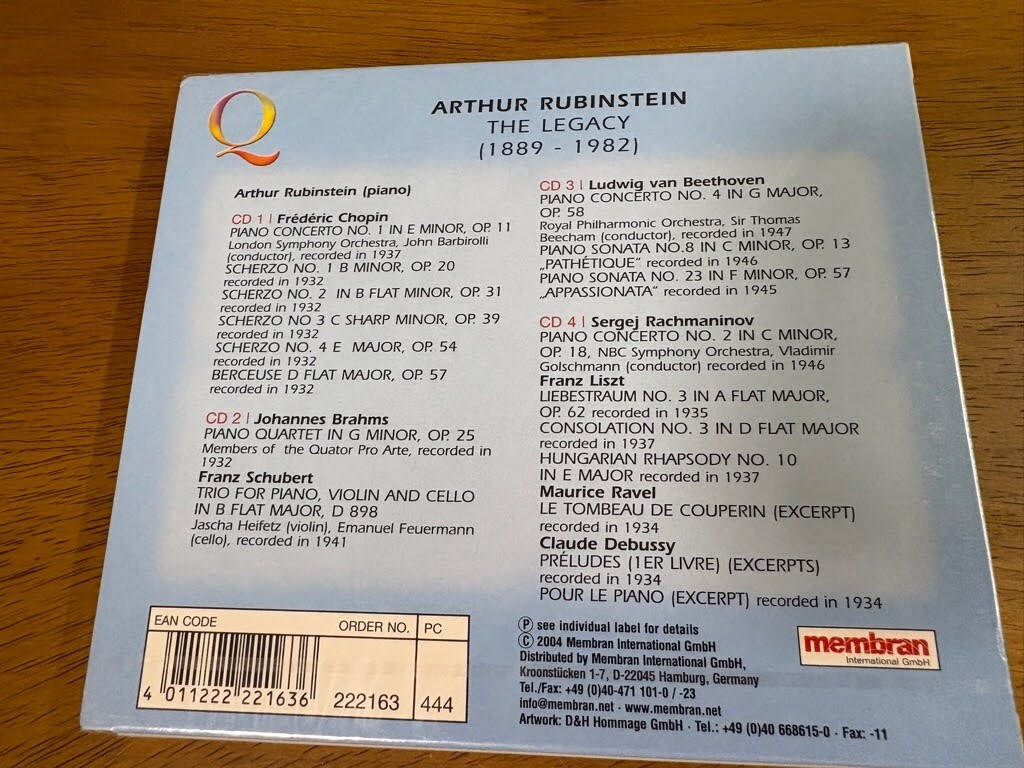 Q
ARTHUR RUBINSTEIN
THE LEGACY
(1889 - 1982)
Arthur Rubinstein (piano)
CD 1 | Frédéric Chopin
PIANO CONCERTO NO. 1 IN E MINOR, OP. 11
London Symphony Orchestra, John Barbirolli
(conductor), recorded in 1937
SCHERZO NO. 1 B MINOR, OP. 20
recorded in 1932
SCHERZO NO. 2 IN B FLAT MINOR, OP. 31
recorded in 1932
SCHERZO NO 3 C SHARP MINOR, OP. 39
recorded in 1932
SCHERZO NO. 4 E MAJOR, OP. 54
recorded in 1932
BERCEUSE D FLAT MAJOR, OP. 57
recorded in 1932
CD 2 | Johannes Brahms
PIANO QUARTET IN G MINOR, OP. 25
Members of the Quator Pro Arte, recorded in
1932
Franz Schubert
TRIO FOR PIANO, VIOLIN AND CELLO
IN B FLAT MAJOR, D 898
Jascha Heifetz (violin), Emanuel Feuermann
(cello), recorded in 1941
CD 3 | Ludwig van Beethoven
PIANO CONCERTO NO. 4 IN G MAJOR,
OP. 58
Royal Philharmonic Orchestra, Sir Thomas
Beecham (conductor), recorded in 1947
PIANO SONATA NO.8 IN C MINOR, OP. 13
„PATHÉTIQUE“ recorded in 1946
PIANO SONATA NO. 23 IN F MINOR, OP. 57
„APPASSIONATA“ recorded in 1945
CD 4 | Sergej Rachmaninov
PIANO CONCERTO NO. 2 IN C MINOR,
OP. 18, NBC Symphony Orchestra, Vladimir
Golschmann (conductor) recorded in 1946
Franz Liszt
LIEBESTRAUM NO. 3 IN A FLAT MAJOR,
OP. 62 recorded in 1935
CONSOLATION NO. 3 IN D FLAT MAJOR
recorded in 1937
HUNGARIAN RHAPSODY NO. 10
IN E MAJOR recorded in 1937
Maurice Ravel
LE TOMBEAU DE COUPERIN (EXCERPT)
recorded in 1934
Claude Debussy
PRÉLUDES (1ER LIVRE) (EXCERPTS)
recorded in 1934
POUR LE PIANO (EXCERPT) recorded in 1934
EAN CODE ORDER NO. PC
4 011222 221636 222163 444
Ⓟ see individual label for details
© 2004 Membran International GmbH
Distributed by Membran International GmbH,
Kroonstücken 1-7, D-22045 Hamburg, Germany
Tel./Fax: +49 (0)40-471 101-0 / -23
info@membran.net · www.membran.net
Artwork: D&H Hommage GmbH · Tel.: +49 (0)40 668615-0 · Fax: -11
membran
International GmbH